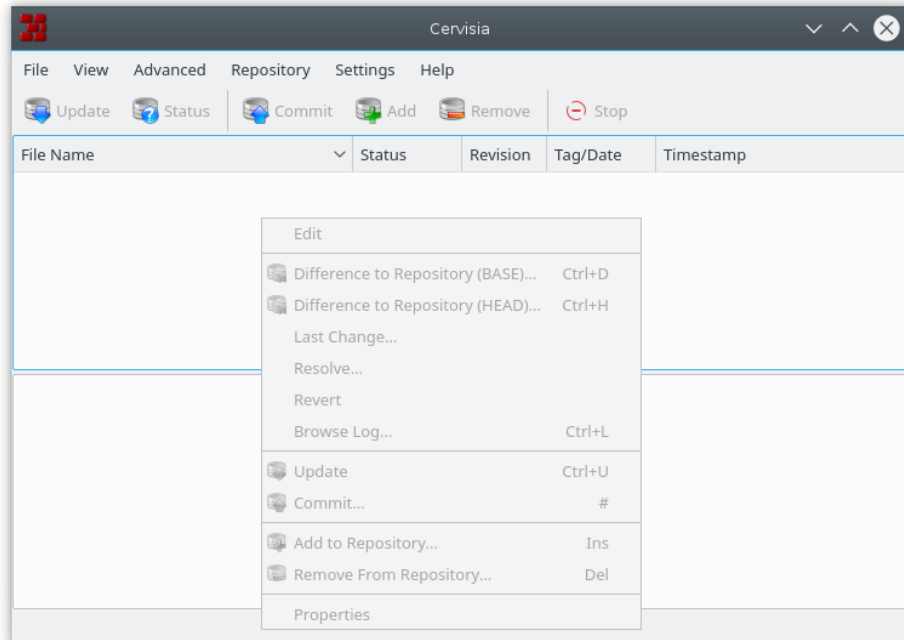 Cervisia
File View Advanced Repository Settings Help
Update Status Commit Add Remove Stop
File Name Status Revision Tag/Date Timestamp
Edit
Difference to Repository (BASE)... Ctrl+D
Difference to Repository (HEAD)... Ctrl+H
Last Change...
Resolve...
Revert
Browse Log... Ctrl+L
Update Ctrl+U
Commit... #
Add to Repository... Ins
Remove From Repository... Del
Properties